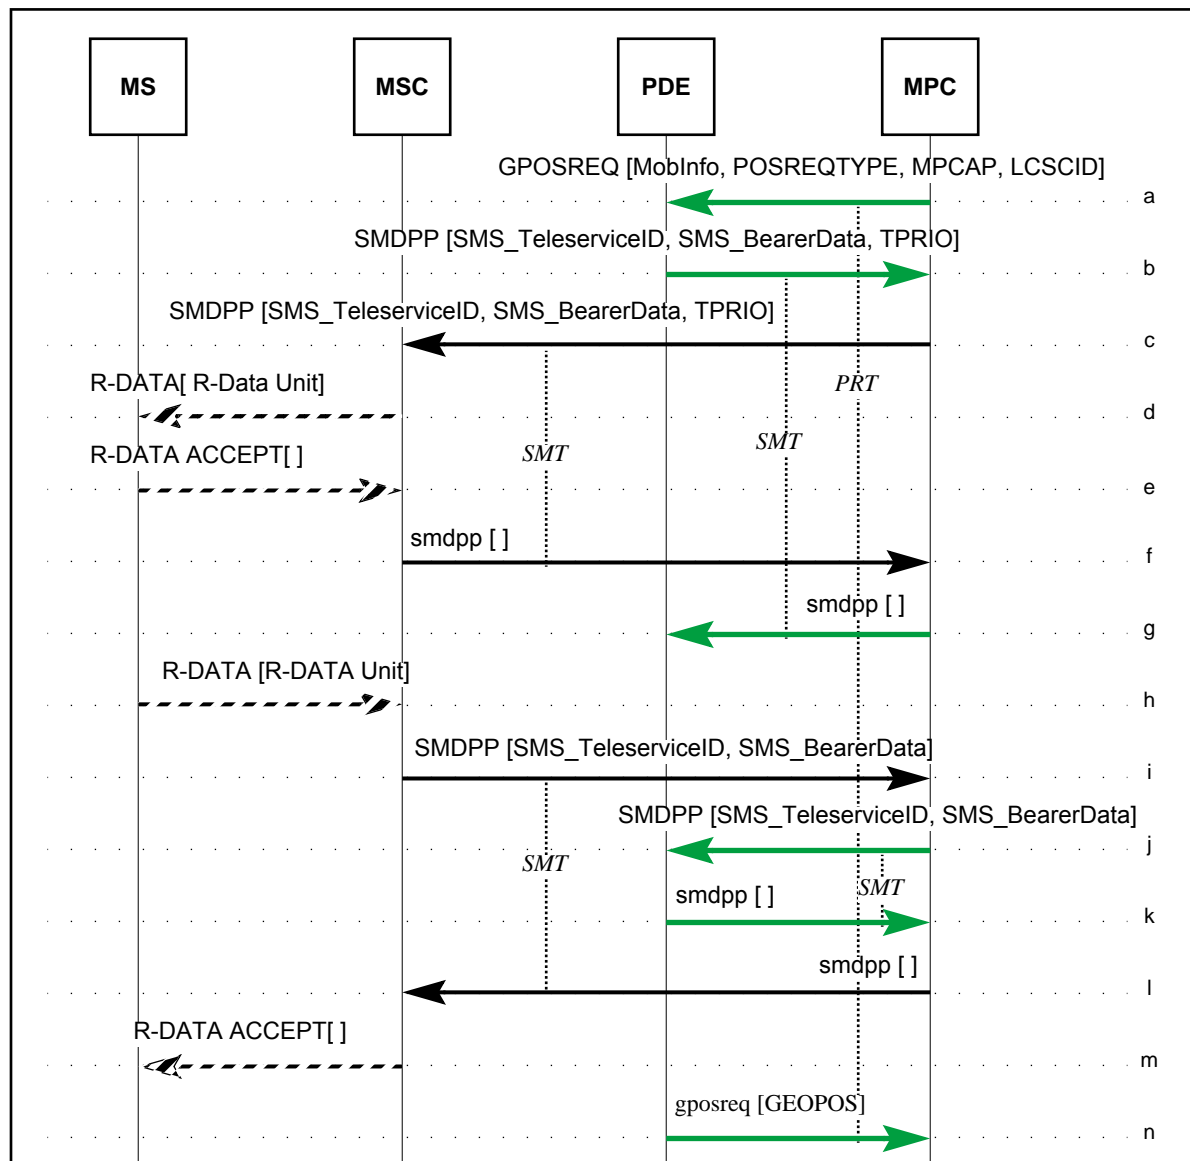 MS MSC PDE MPC
GPOSREQ [MobInfo, POSREQTYPE, MPCAP, LCSCID]
a
SMDPP [SMS_TeleserviceID, SMS_BearerData, TPRIO]
b
SMDPP [SMS_TeleserviceID, SMS_BearerData, TPRIO]
c
R-DATA[ R-Data Unit]
PRT
d
R-DATA ACCEPT[ ]
SMT
SMT
e
smdpp [ ]
f
smdpp [ ]
g
R-DATA [R-DATA Unit]
h
SMDPP [SMS_TeleserviceID, SMS_BearerData]
i
SMDPP [SMS_TeleserviceID, SMS_BearerData]
j
SMT
SMT
smdpp [ ]
k
smdpp [ ]
l
R-DATA ACCEPT[ ]
m
gposreq [GEOPOS]
n